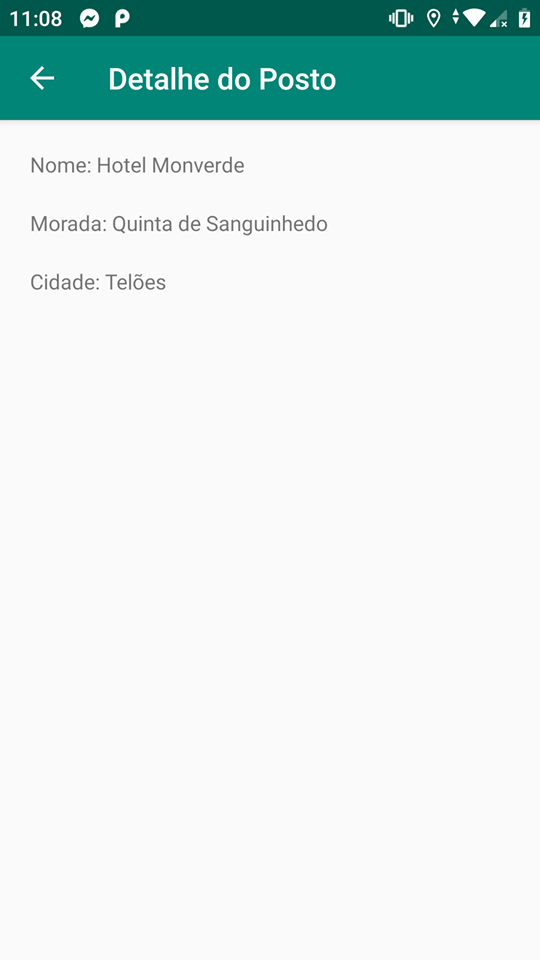 11:08
Detalhe do Posto
Nome: Hotel Monverde
Morada: Quinta de Sanguinhedo
Cidade: Telões